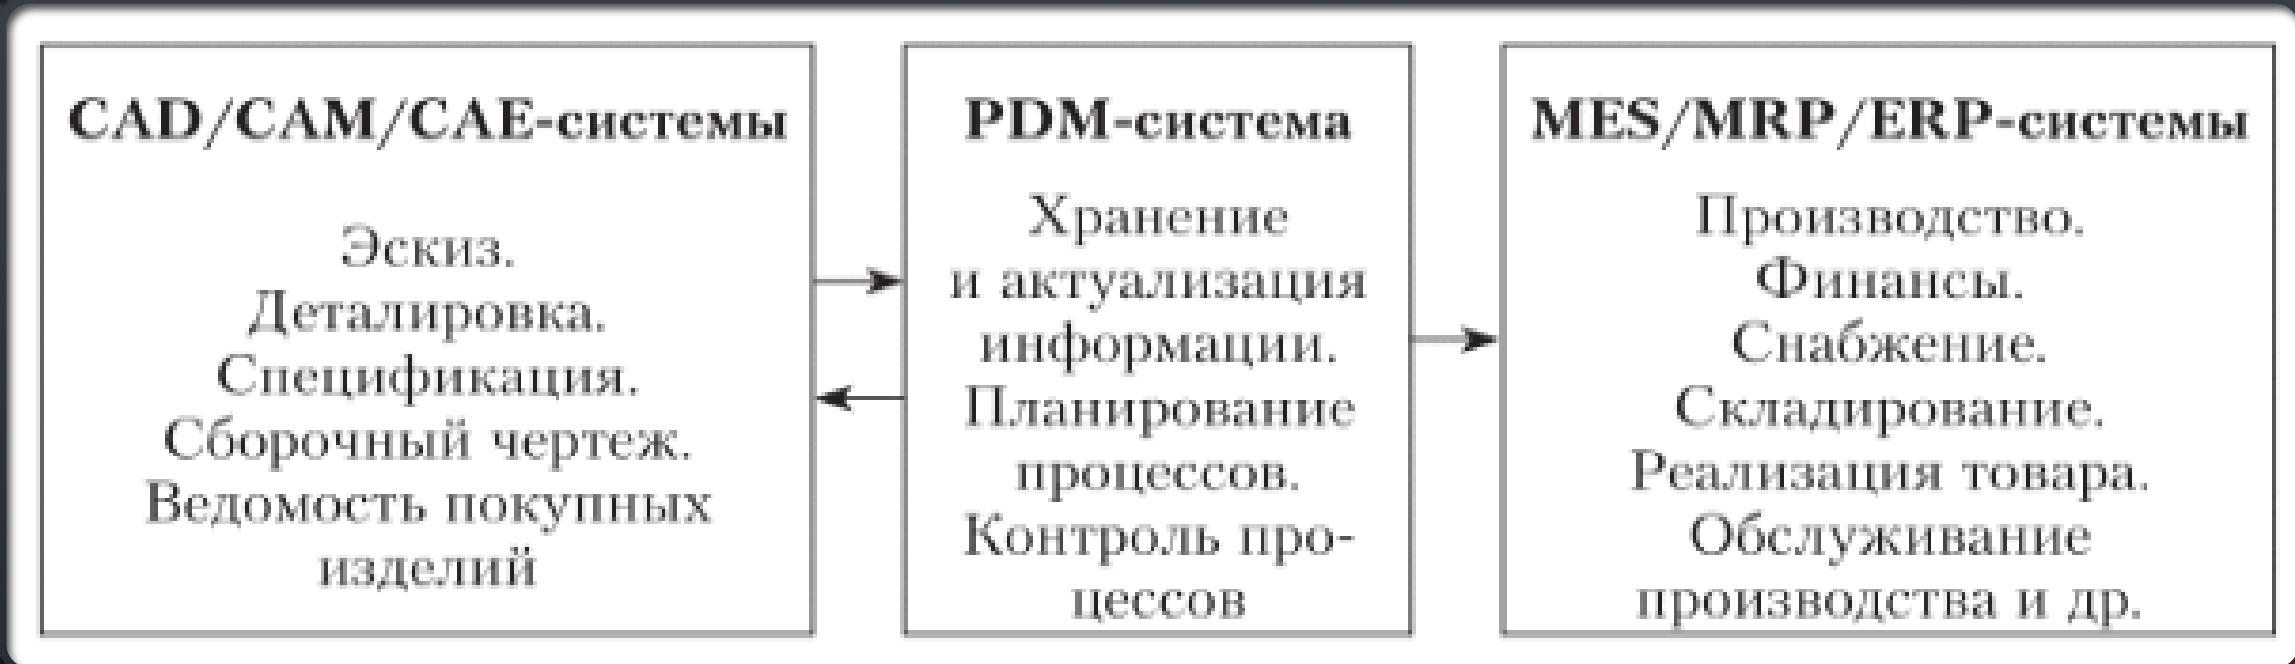 CAD/CAM/CAE-системы
Эскиз.
Деталировка.
Спецификация.
Сборочный чертеж.
Ведомость покупных
изделий
PDM-система
Хранение
и актуализация
информации.
Планирование
процессов.
Контроль про-
цессов
MES/MRP/ERP-системы
Производство.
Финансы.
Снабжение.
Складирование.
Реализация товара.
Обслуживание
производства и др.